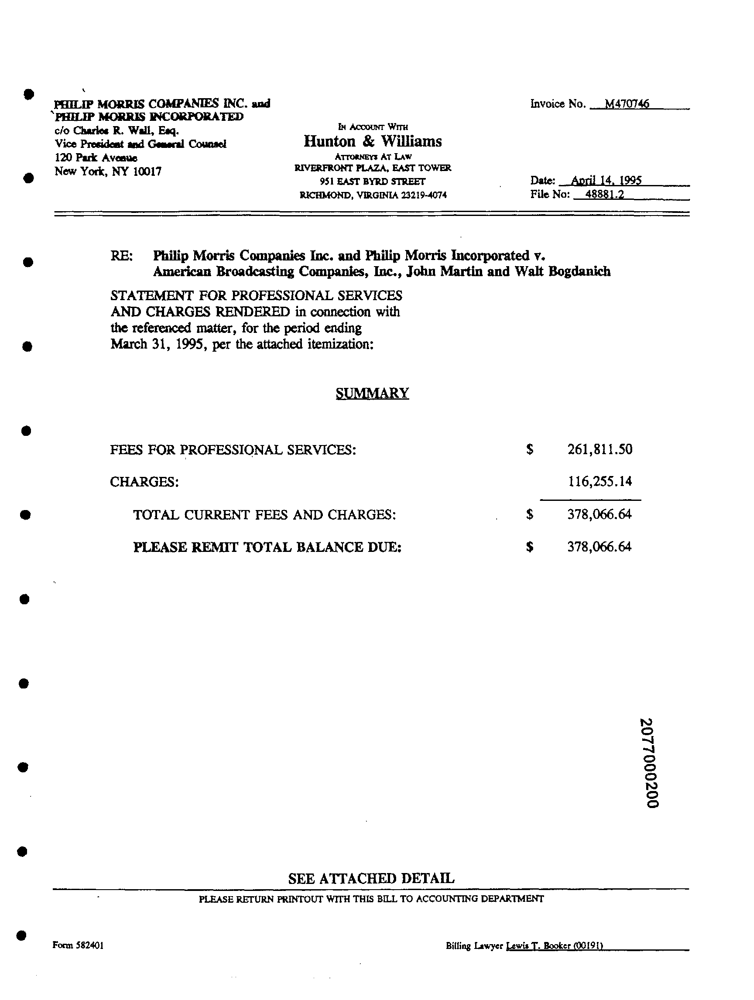 PHILIP MORRIS COMPANIES INC. and
PHILIP MORRIS INCORPORATED
c/o Charles R. Wall, Esq.
Vice President and General Counsel
120 Park Avenue
New York, NY 10017
IN ACCOUNT WITH
Hunton & Williams
ATTORNEYS AT LAW
RIVERFRONT PLAZA, EAST TOWER
951 EAST BYRD STREET
RICHMOND, VIRGINIA 23219-4074
Invoice No. M470746
Date: April 14, 1995
File No: 48881.2
RE: Philip Morris Companies Inc. and Philip Morris Incorporated v.
American Broadcasting Companies, Inc., John Martin and Walt Bogdanich
STATEMENT FOR PROFESSIONAL SERVICES
AND CHARGES RENDERED in connection with
the referenced matter, for the period ending
March 31, 1995, per the attached itemization:
SUMMARY
FEES FOR PROFESSIONAL SERVICES: $ 261,811.50
CHARGES: 116,255.14
TOTAL CURRENT FEES AND CHARGES: $ 378,066.64
PLEASE REMIT TOTAL BALANCE DUE: $ 378,066.64
2077000200
SEE ATTACHED DETAIL
PLEASE RETURN PRINTOUT WITH THIS BILL TO ACCOUNTING DEPARTMENT
Form 582401
Billing Lawyer Lewis T. Booker (00191)